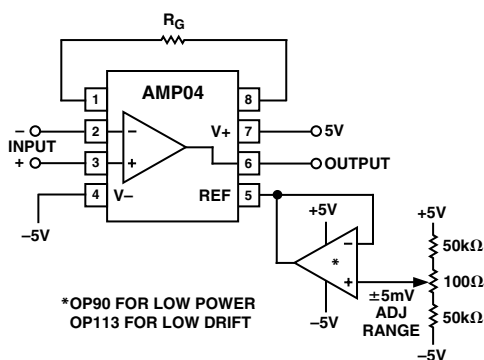 RG
AMP04
1
8
– 2 – V+ 7 5V
INPUT
+ 3 + 6 OUTPUT
4 V– REF 5
–5V
+5V
–
*
+
–5V
+5V
50kΩ
100Ω
50kΩ
–5V
±5mV
ADJ
RANGE
*OP90 FOR LOW POWER
OP113 FOR LOW DRIFT